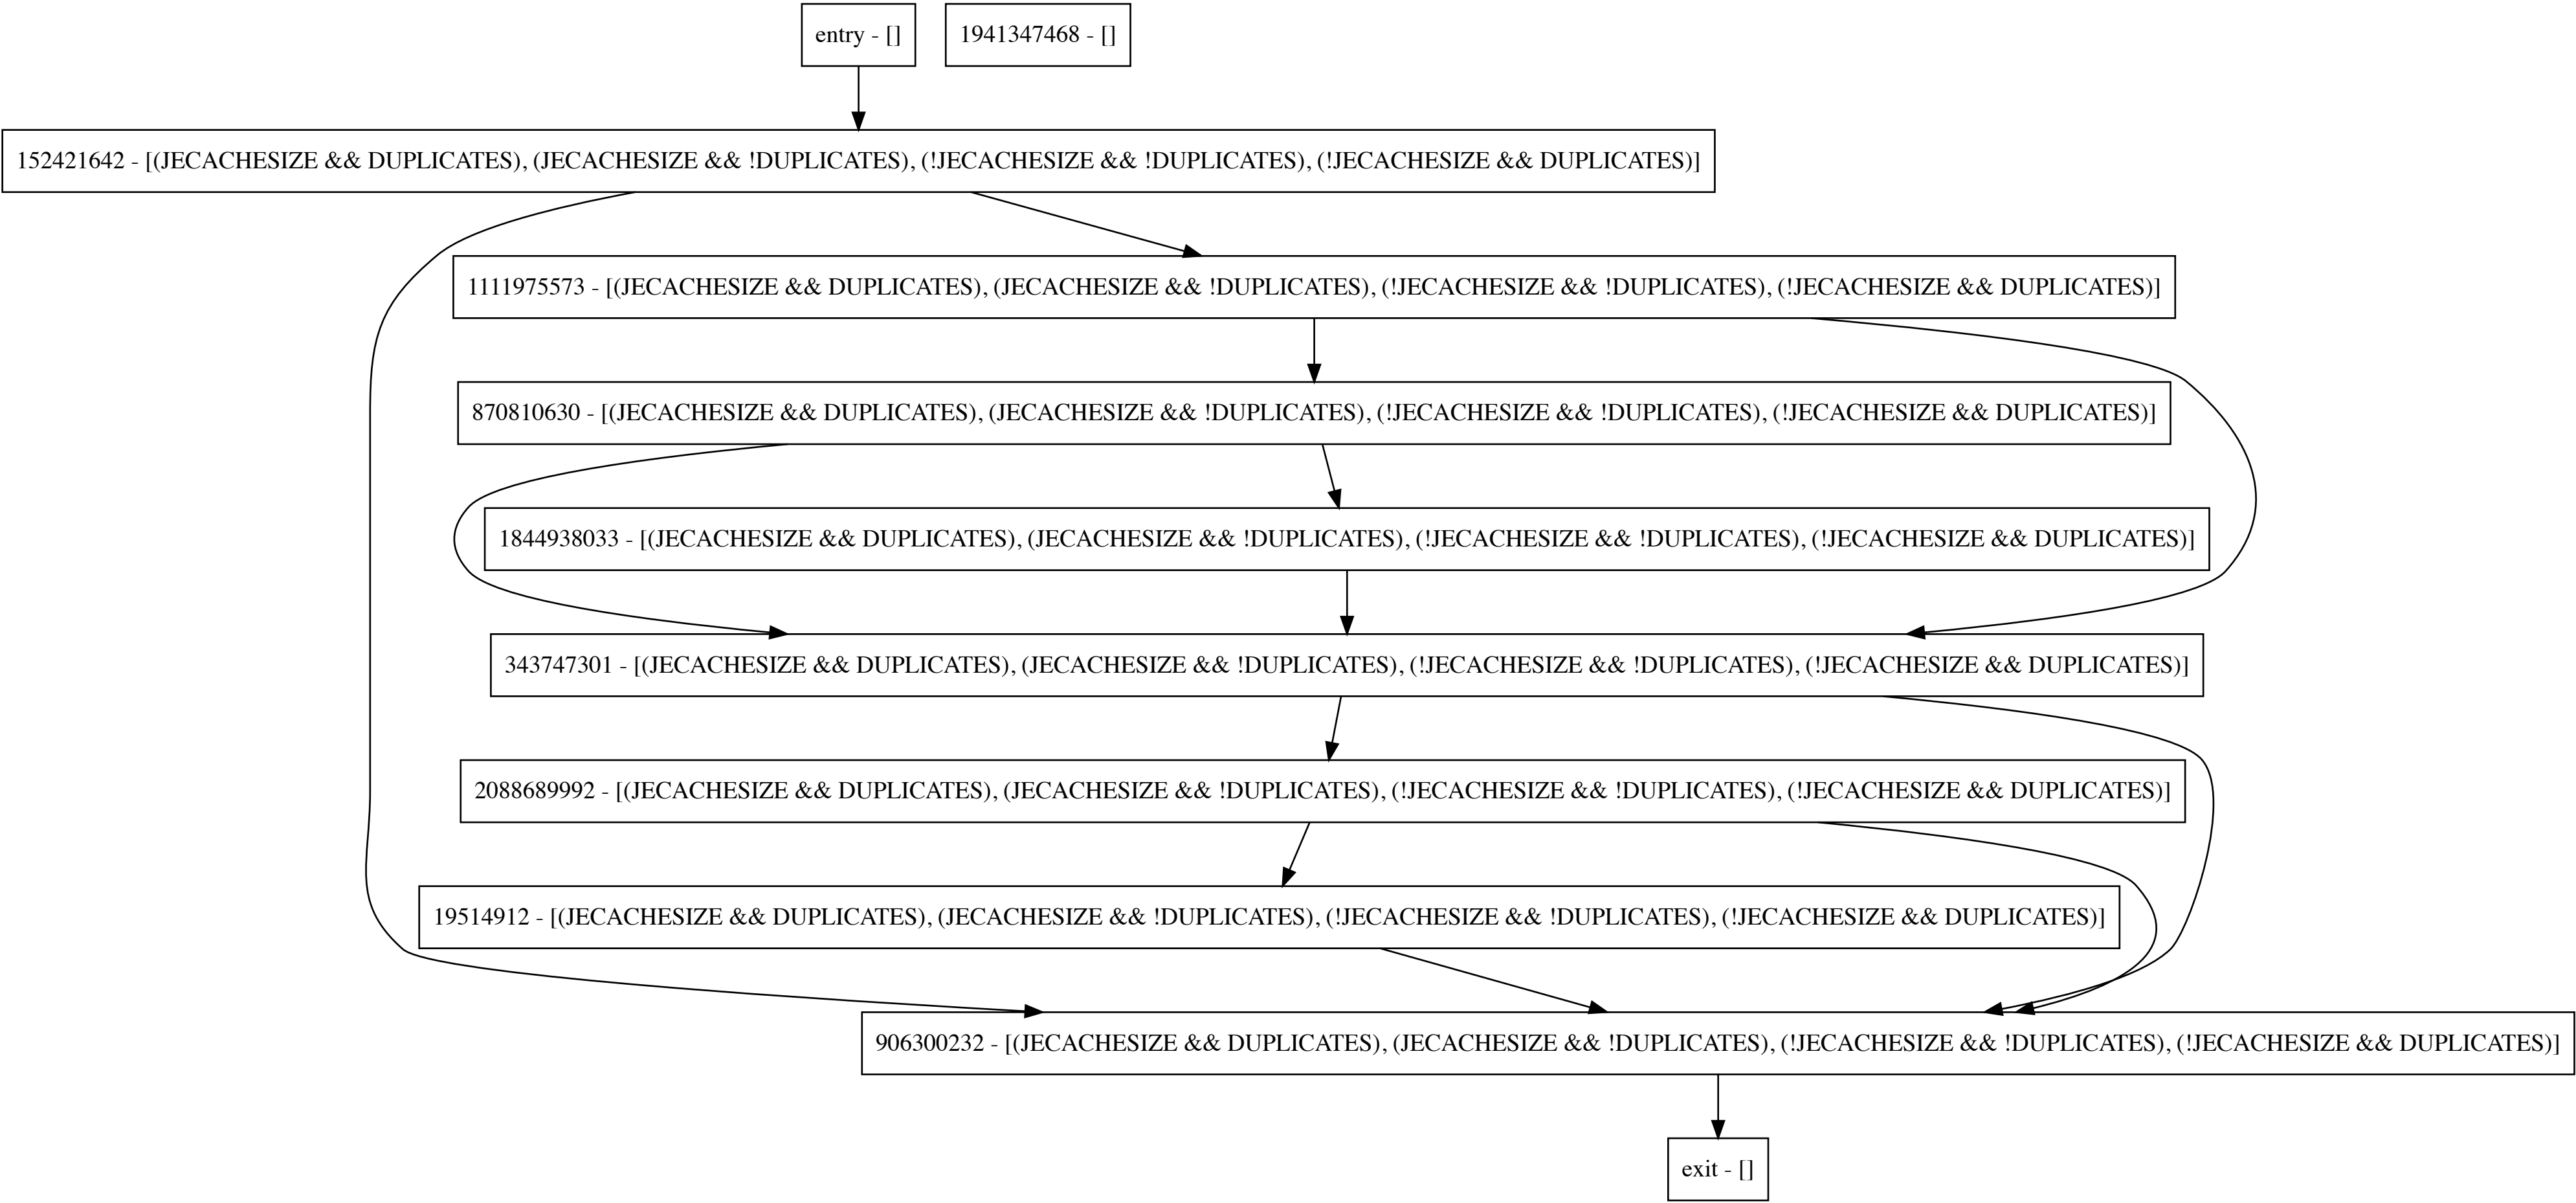 entry - []
1941347468 - []
152421642 - [(JECACHESIZE && DUPLICATES), (JECACHESIZE && !DUPLICATES), (!JECACHESIZE && !DUPLICATES), (!JECACHESIZE && DUPLICATES)]
1111975573 - [(JECACHESIZE && DUPLICATES), (JECACHESIZE && !DUPLICATES), (!JECACHESIZE && !DUPLICATES), (!JECACHESIZE && DUPLICATES)]
870810630 - [(JECACHESIZE && DUPLICATES), (JECACHESIZE && !DUPLICATES), (!JECACHESIZE && !DUPLICATES), (!JECACHESIZE && DUPLICATES)]
1844938033 - [(JECACHESIZE && DUPLICATES), (JECACHESIZE && !DUPLICATES), (!JECACHESIZE && !DUPLICATES), (!JECACHESIZE && DUPLICATES)]
343747301 - [(JECACHESIZE && DUPLICATES), (JECACHESIZE && !DUPLICATES), (!JECACHESIZE && !DUPLICATES), (!JECACHESIZE && DUPLICATES)]
2088689992 - [(JECACHESIZE && DUPLICATES), (JECACHESIZE && !DUPLICATES), (!JECACHESIZE && !DUPLICATES), (!JECACHESIZE && DUPLICATES)]
19514912 - [(JECACHESIZE && DUPLICATES), (JECACHESIZE && !DUPLICATES), (!JECACHESIZE && !DUPLICATES), (!JECACHESIZE && DUPLICATES)]
906300232 - [(JECACHESIZE && DUPLICATES), (JECACHESIZE && !DUPLICATES), (!JECACHESIZE && !DUPLICATES), (!JECACHESIZE && DUPLICATES)]
exit - []